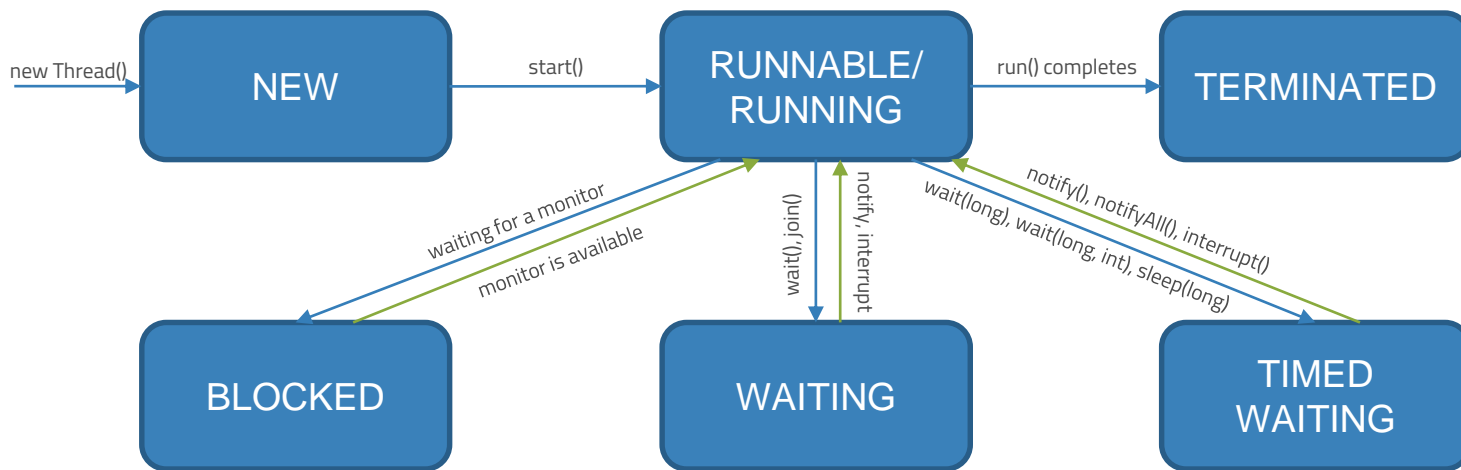 new Thread()
NEW
start()
RUNNABLE/
RUNNING
run() completes
TERMINATED
waiting for a monitor
monitor is available
wait(), join()
notify, interrupt
notify(), notifyAll(), interrupt()
wait(long), wait(long, int), sleep(long)
BLOCKED
WAITING
TIMED
WAITING